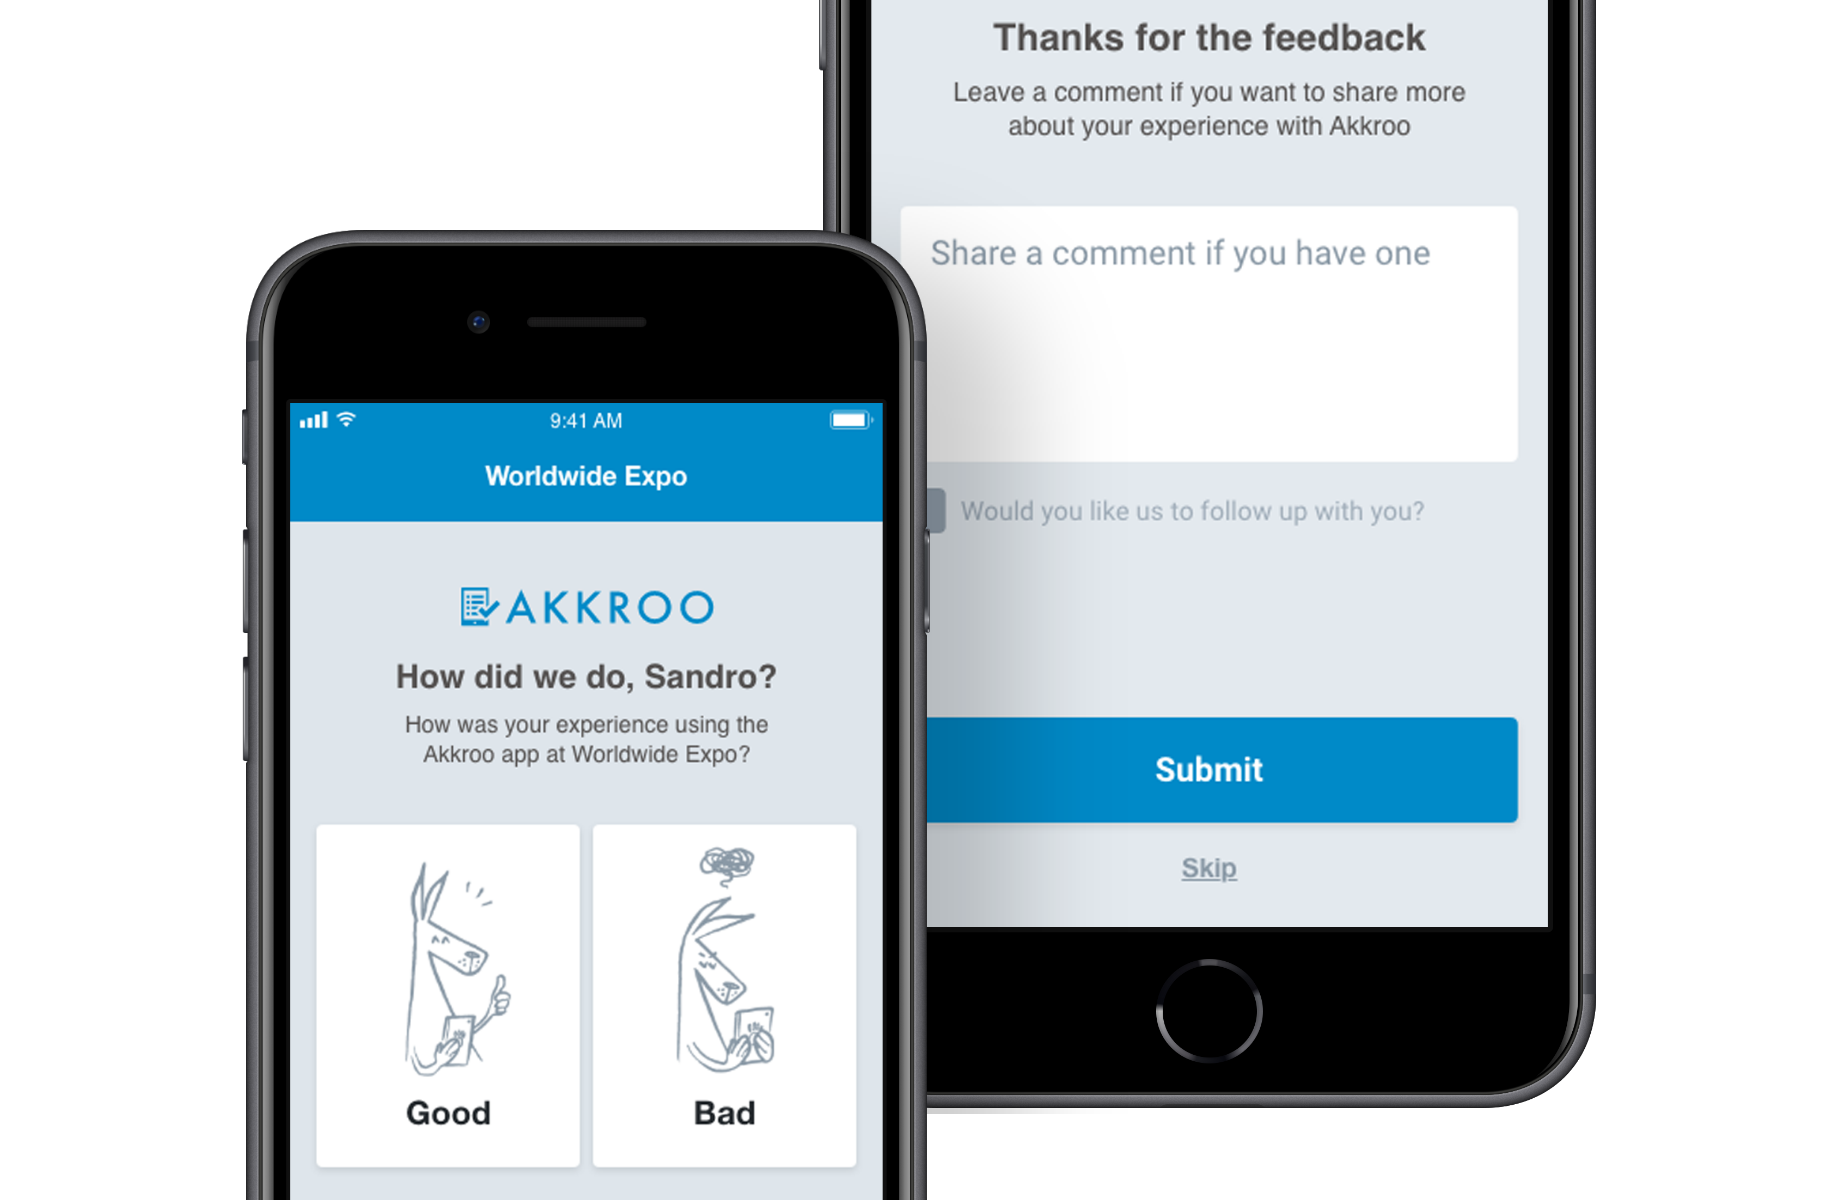 Thanks for the feedback
Leave a comment if you want to share more
about your experience with Akkroo
Share a comment if you have one
Would you like us to follow up with you?
Submit
Skip
9:41 AM
Worldwide Expo
AKKROO
How did we do, Sandro?
How was your experience using the
Akkroo app at Worldwide Expo?
Good
Bad